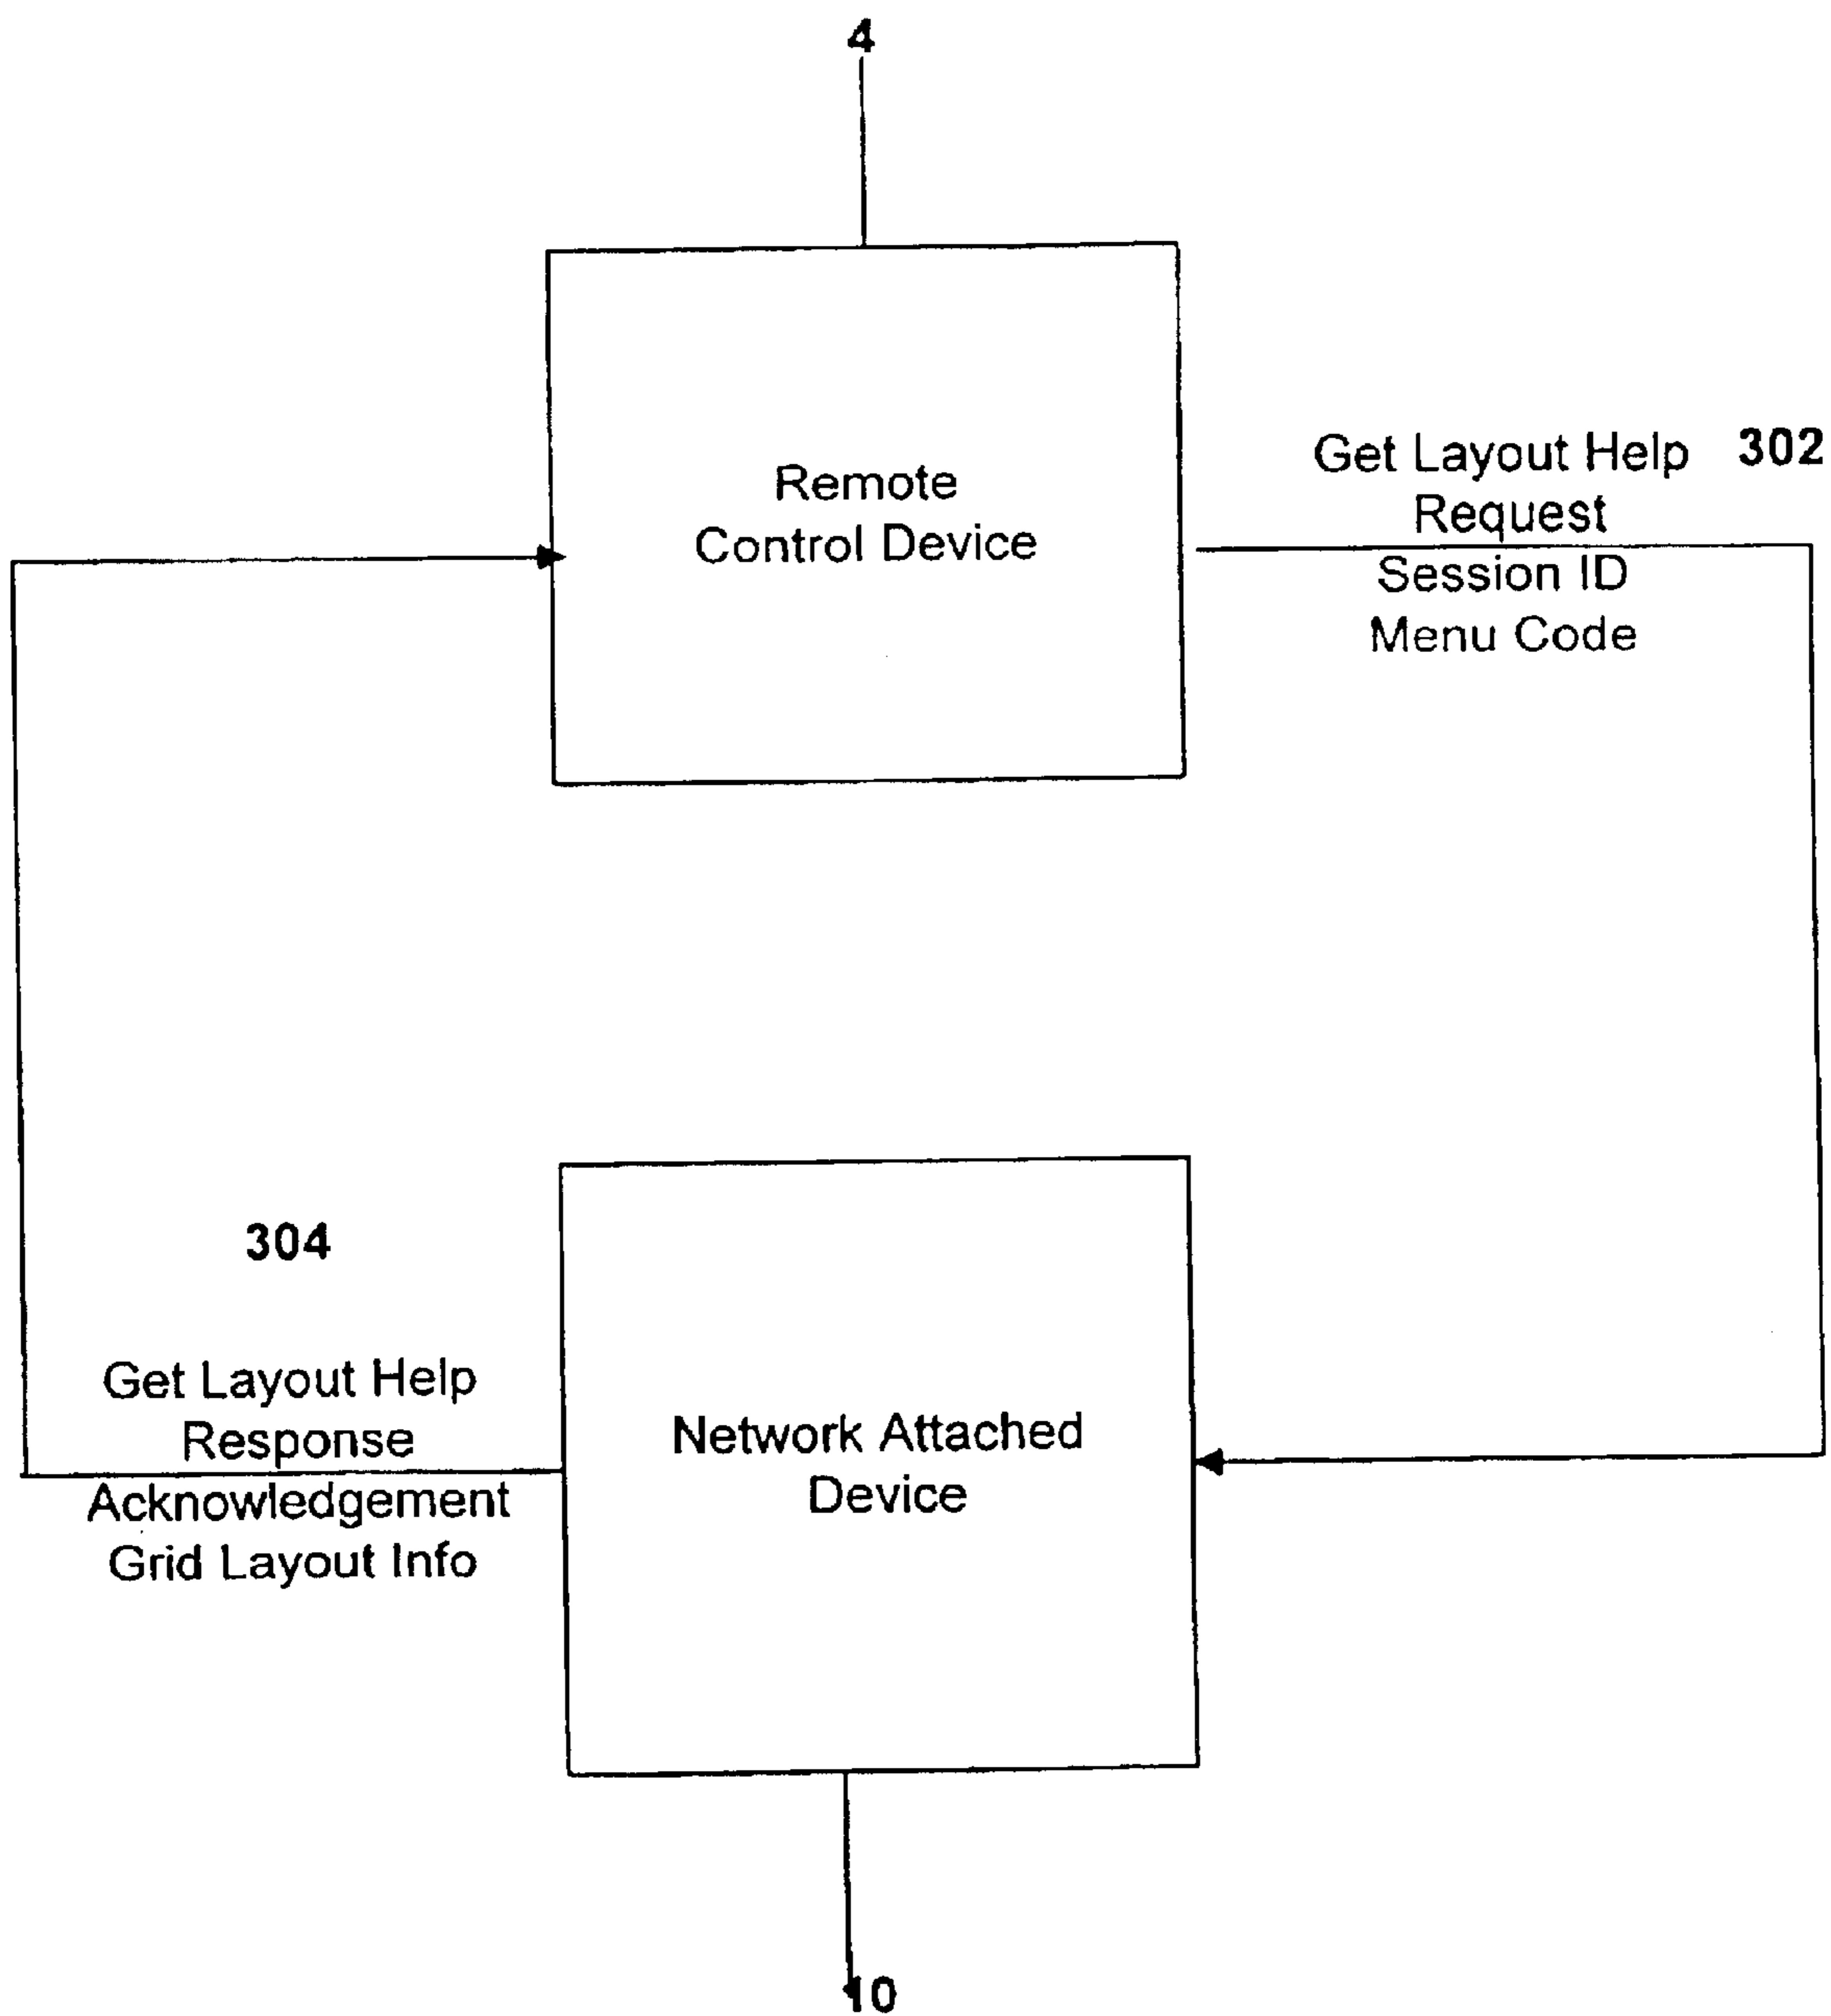 4
Remote
Control Device
Get Layout Help 302
Request
Session ID
Menu Code
304
Get Layout Help
Response
Acknowledgement
Grid Layout Info
Network Attached
Device
10